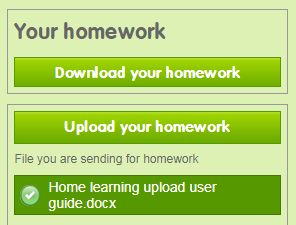 Your homework
Download your homework
Upload your homework
File you are sending for homework
Home learning upload user
guide.docx